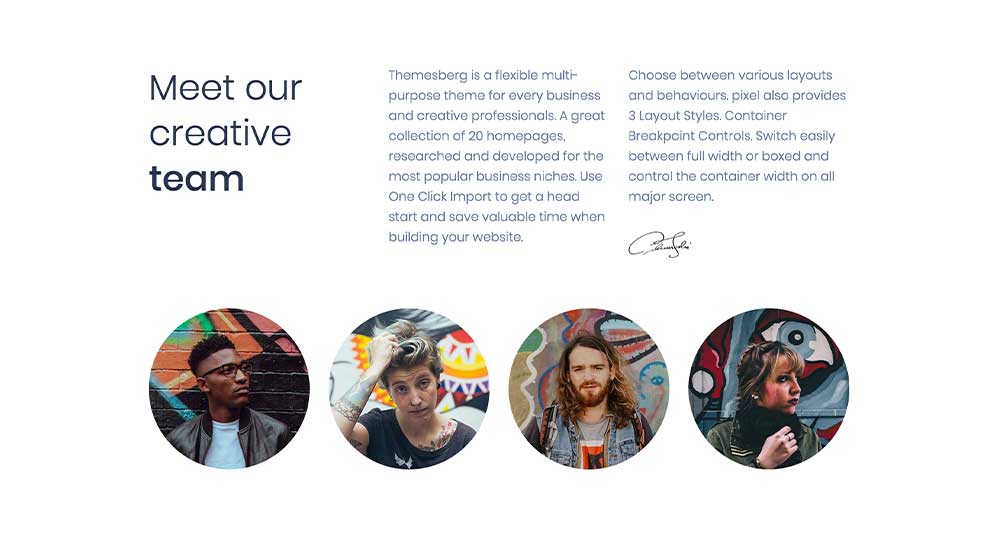 Meet our
creative
team
Themesberg is a flexible multi-
purpose theme for every business
and creative professionals. A great
collection of 20 homepages,
researched and developed for the
most popular business niches. Use
One Click Import to get a head
start and save valuable time when
building your website.
Choose between various layouts
and behaviours. pixel also provides
3 Layout Styles. Container
Breakpoint Controls. Switch easily
between full width or boxed and
control the container width on all
major screen.